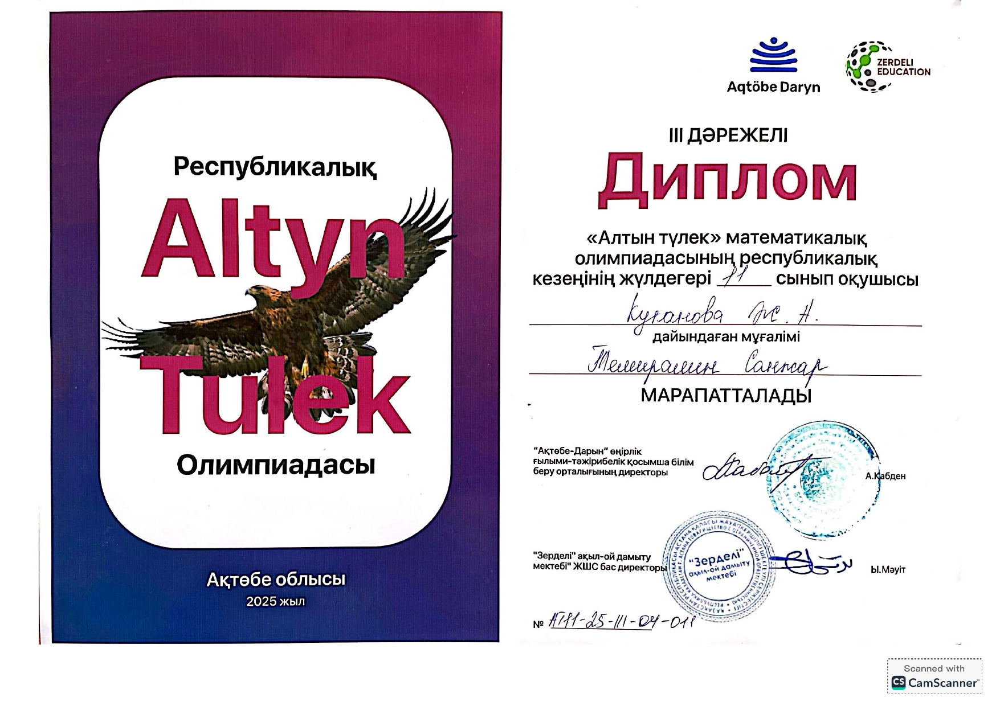 Республикалық
Altyn
Tulek
Олимпиадасы
Ақтөбе облысы
2025 жыл
Aqtöbe Daryn
ZERDELI
EDUCATION
III ДӘРЕЖЕЛІ
Диплом
«Алтын түлек» математикалық
олимпиадасының республикалық
кезеңінің жүлдегері 11 сынып оқушысы
Куканова Ж. А.
дайындаған мұғалімі
Санжар
МАРАПАТТАЛАДЫ
"Ақтөбе-Дарын" өңірлік
ғылыми-тәжірибелік қосымша білім
беру орталығының директоры
А.Қабден
"Зерделі" ақыл-ой дамыту
мектебі" ЖШС бас директоры
"Зерделі"
ақыл-ой дамыту
мектебі
Ы.Мәуіт
№ АТ11-25-III-04-011
Scanned with
CS CamScanner